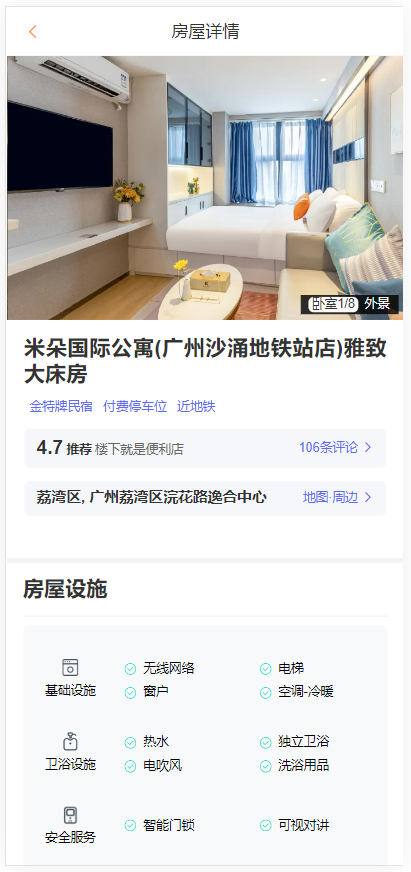 房屋详情
卧室1/8 外景
米朵国际公寓(广州沙涌地铁站店)雅致
大床房
金特牌民宿 付费停车位 近地铁
4.7 推荐 楼下就是便利店 106条评论
荔湾区, 广州荔湾区浣花路逸合中心 地图·周边
房屋设施
基础设施
无线网络 电梯
窗户 空调-冷暖
卫浴设施
热水 独立卫浴
电吹风 洗浴用品
安全服务
智能门锁 可视对讲